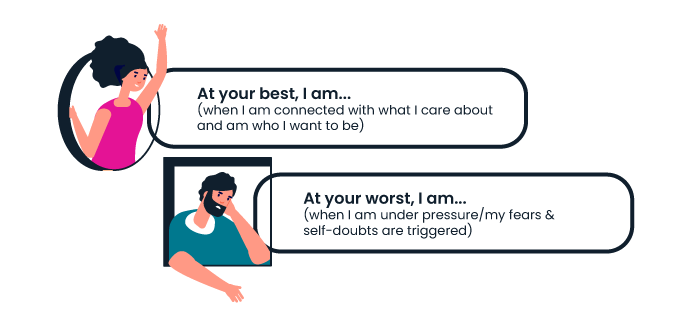 At your best, I am...
(when I am connected with what I care about
and am who I want to be)
At your worst, I am...
(when I am under pressure/my fears &
self-doubts are triggered)